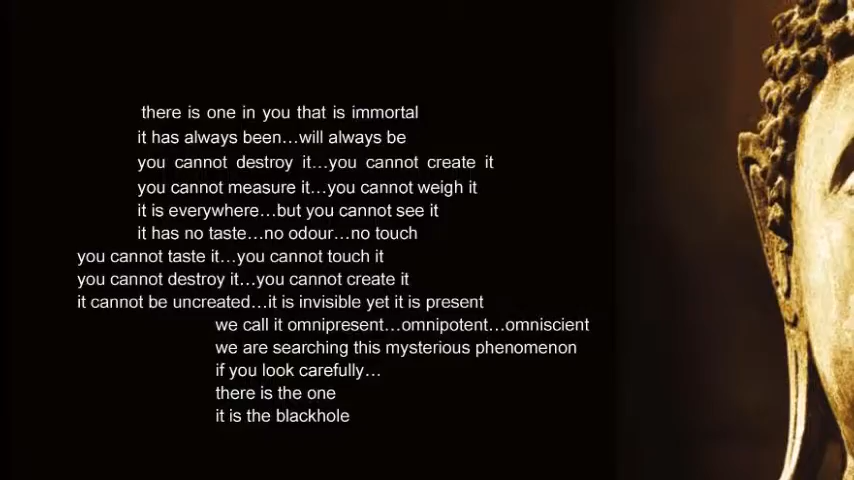 there is one in you that is immortal
it has always been...will always be
you cannot destroy it...you cannot create it
you cannot measure it...you cannot weigh it
it is everywhere...but you cannot see it
it has no taste...no odour...no touch
you cannot taste it...you cannot touch it
you cannot destroy it...you cannot create it
it cannot be uncreated...it is invisible yet it is present
we call it omnipresent...omnipotent...omniscient
we are searching this mysterious phenomenon
if you look carefully...
there is the one
it is the blackhole